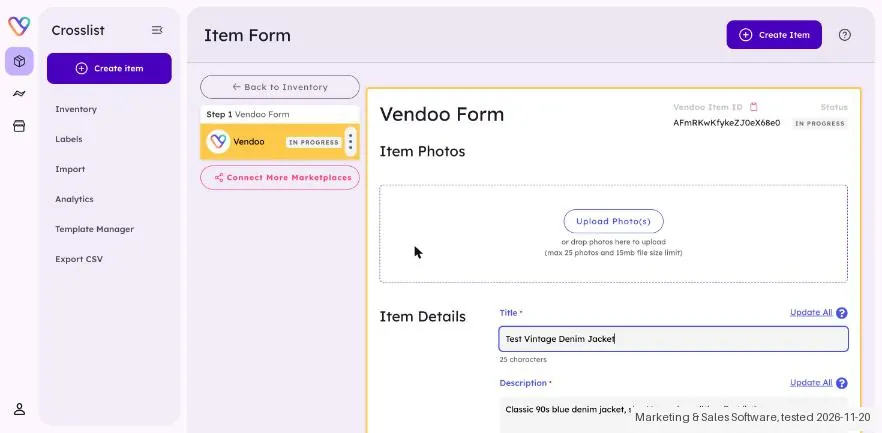 Crosslist
Create item
Inventory
Labels
Import
Analytics
Template Manager
Export CSV
Item Form
Create Item
Back to Inventory
Step 1 Vendoo Form
Vendoo IN PROGRESS
Connect More Marketplaces
Vendoo Form
Vendoo Item ID
AFmRKwKfykeZJ0eX68e0
Status
IN PROGRESS
Item Photos
Upload Photo(s)
or drop photos here to upload
(max 25 photos and 15mb file size limit)
Item Details
Title *
Update All
Test Vintage Denim Jacket
25 characters
Description *
Update All
Classic 90s blue denim jacket,
Marketing & Sales Software, tested 2026-11-20